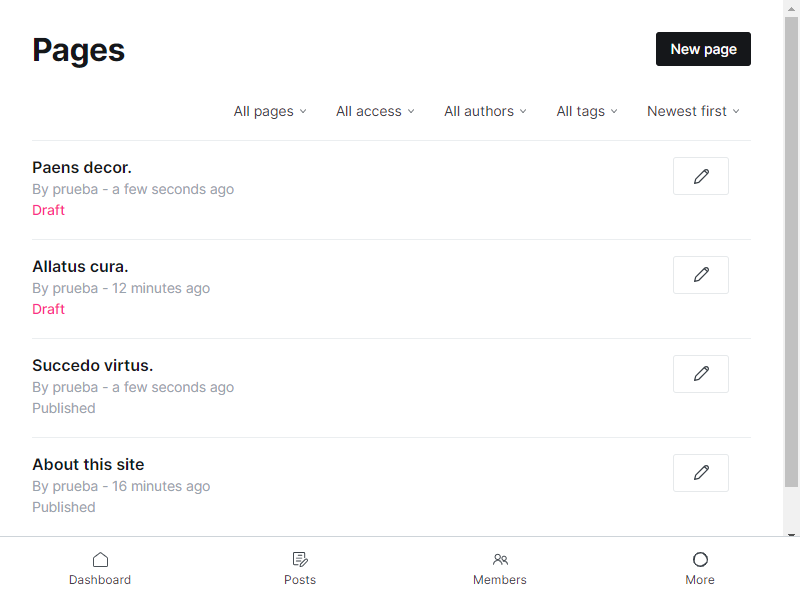 Pages
New page
All pages
All access
All authors
All tags
Newest first
Paens decor.
By prueba - a few seconds ago
Draft
Allatus cura.
By prueba - 12 minutes ago
Draft
Succedo virtus.
By prueba - a few seconds ago
Published
About this site
By prueba - 16 minutes ago
Published
Dashboard
Posts
Members
More